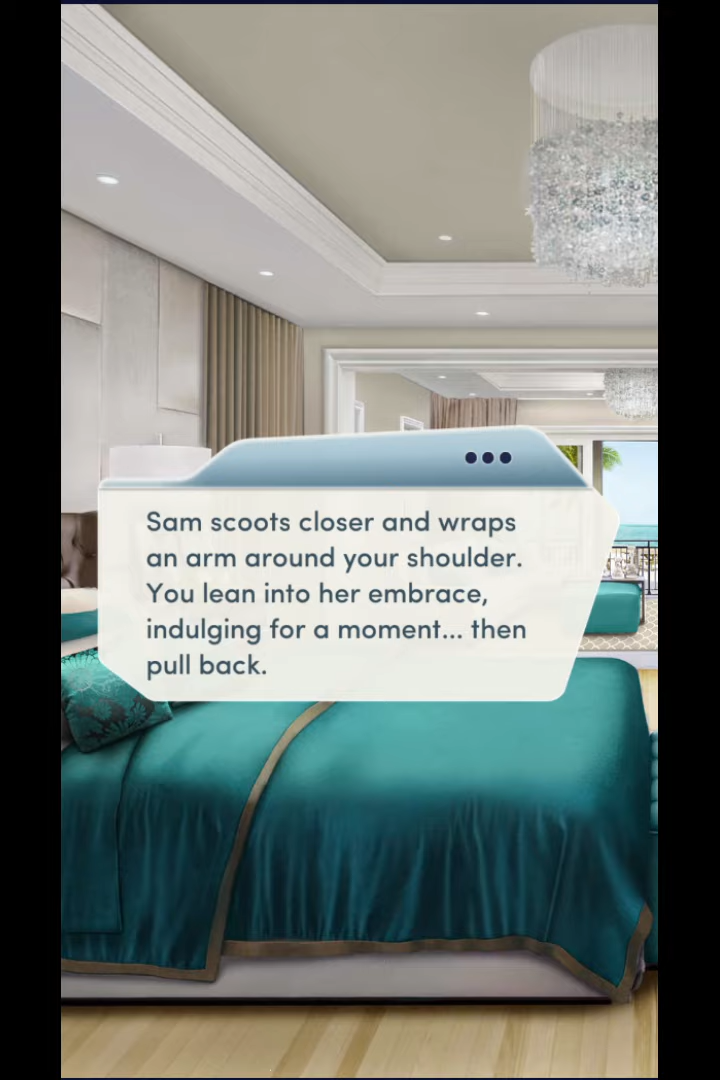 Sam scoots closer and wraps
an arm around your shoulder.
You lean into her embrace,
indulging for a moment... then
pull back.